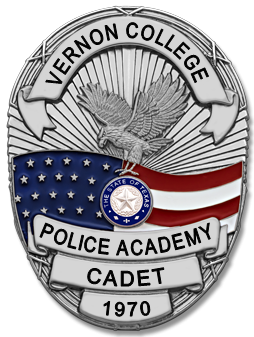 VERNON COLLEGE
THE STATE OF TEXAS
POLICE ACADEMY
CADET
1970